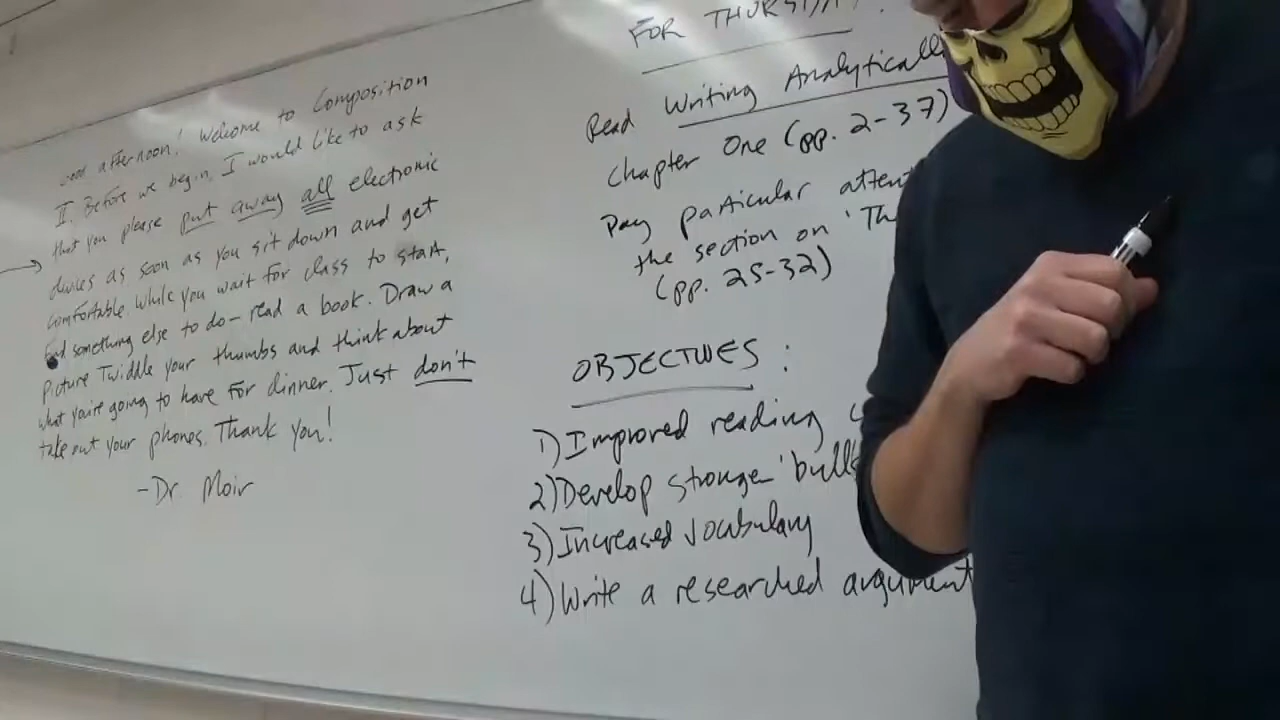 afternoon! Welcome to Composition
II. Before we begin, I would like to ask
that you please put away all electronic
devices as soon as you sit down and get
comfortable. While you wait for class to start,
find something else to do - read a book. Draw a
picture Twiddle your thumbs and think about
what you're going to have for dinner. Just don't
take out your phones. Thank you!
-Dr. Moir
FOR THURSDAY:
Read Writing Analytically
Chapter One (pp. 2-37)
Pay particular
the section on
(pp. 25-32)
OBJECTIVES:
1) Improved reading
2) Develop stronger
3) Increased vocabulary
4) Write a researched argument